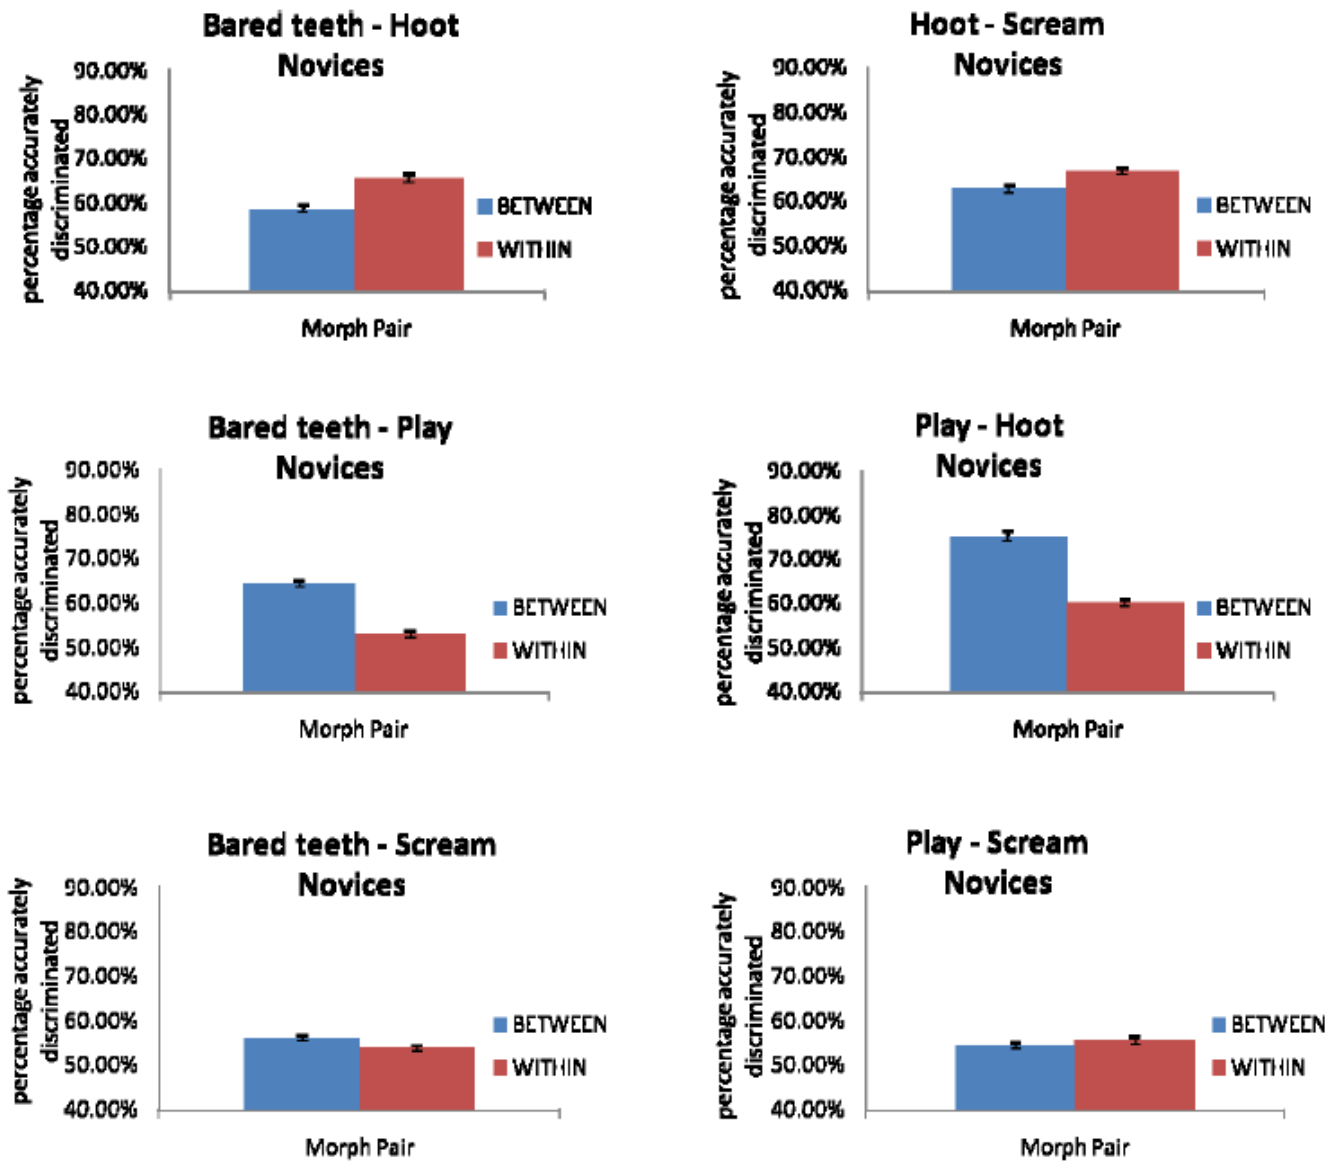 Bared teeth - Hoot
Novices
percentage accurately
discriminated
90.00%
80.00%
70.00%
60.00%
50.00%
40.00%
BETWEEN
WITHIN
Morph Pair
Hoot - Scream
Novices
percentage accurately
discriminated
90.00%
80.00%
70.00%
60.00%
50.00%
40.00%
BETWEEN
WITHIN
Morph Pair
Bared teeth - Play
Novices
percentage accurately
discriminated
90.00%
80.00%
70.00%
60.00%
50.00%
40.00%
BETWEEN
WITHIN
Morph Pair
Play - Hoot
Novices
percentage accurately
discriminated
90.00%
80.00%
70.00%
60.00%
50.00%
40.00%
BETWEEN
WITHIN
Morph Pair
Bared teeth - Scream
Novices
percentage accurately
discriminated
90.00%
80.00%
70.00%
60.00%
50.00%
40.00%
BETWEEN
WITHIN
Morph Pair
Play - Scream
Novices
percentage accurately
discriminated
90.00%
80.00%
70.00%
60.00%
50.00%
40.00%
BETWEEN
WITHIN
Morph Pair